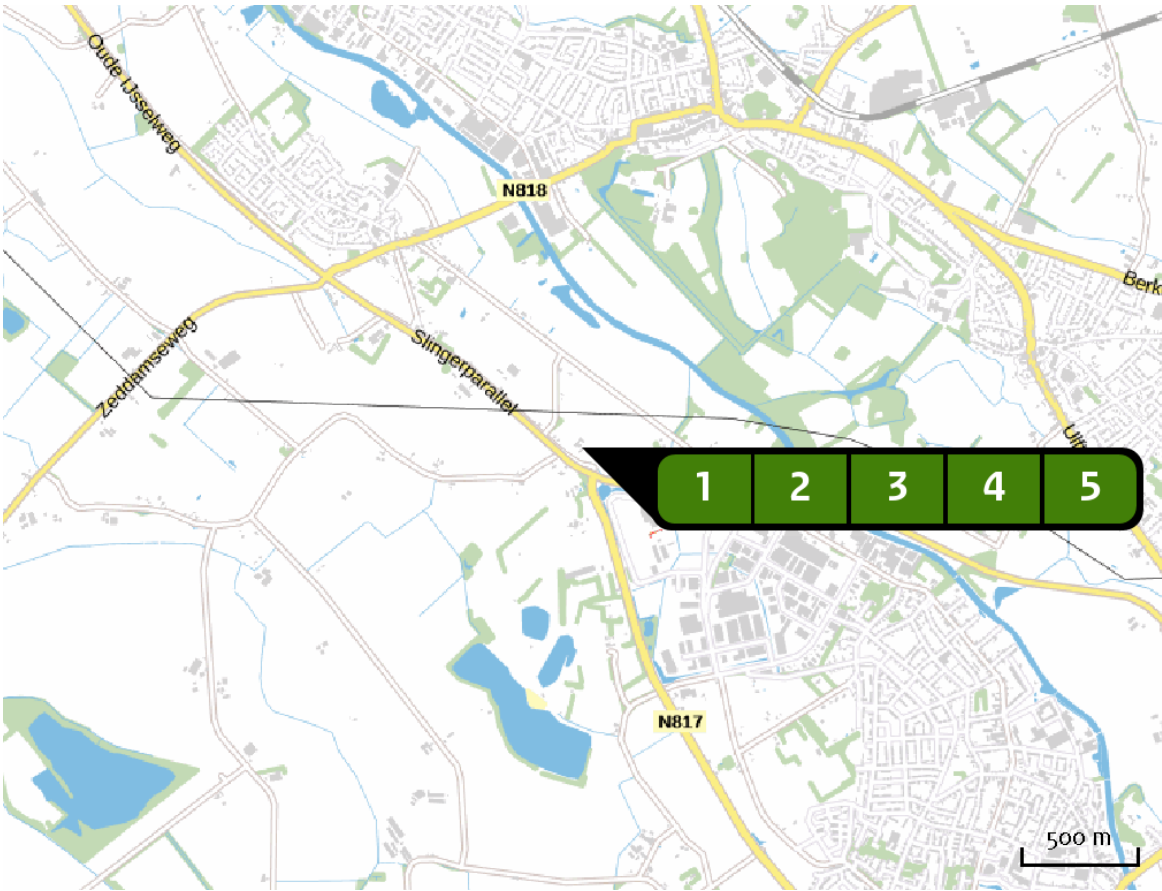 Oude IJsselweg
N818
Berk
Zeddamseweg
Slingerparallel
Ulf
1 2 3 4 5
N817
500 m